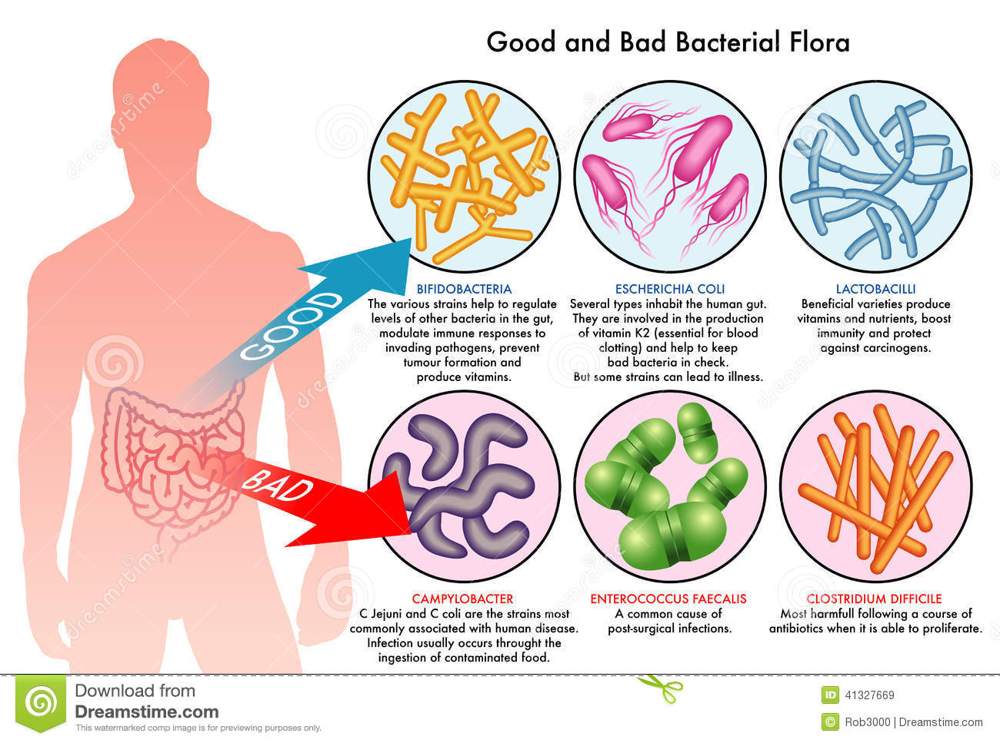 Good and Bad Bacterial Flora
GOOD
BAD
BIFIDOBACTERIA
The various strains help to regulate
levels of other bacteria in the gut,
modulate immune responses to
invading pathogens, prevent
tumour formation and
produce vitamins.
ESCHERICHIA COLI
Several types inhabit the human gut.
They are involved in the production
of vitamin K2 (essential for blood
clotting) and help to keep
bad bacteria in check.
But some strains can lead to illness.
LACTOBACILLI
Beneficial varieties produce
vitamins and nutrients, boost
immunity and protect
against carcinogens.
CAMPYLOBACTER
C Jejuni and C coli are the strains most
commonly associated with human disease.
Infection usually occurs throught the
ingestion of contaminated food.
ENTEROCOCCUS FAECALIS
A common cause of
post-surgical infections.
CLOSTRIDIUM DIFFICILE
Most harmfull following a course of
antibiotics when it is able to proliferate.
dreamstime.
dreamstime.
dreamstime.
dreamstime.
dreamstime.
dreamstime.
Download from
Dreamstime.com
This watermarked comp image is for previewing purposes only.
ID 41327669
© Rob3000 | Dreamstime.com